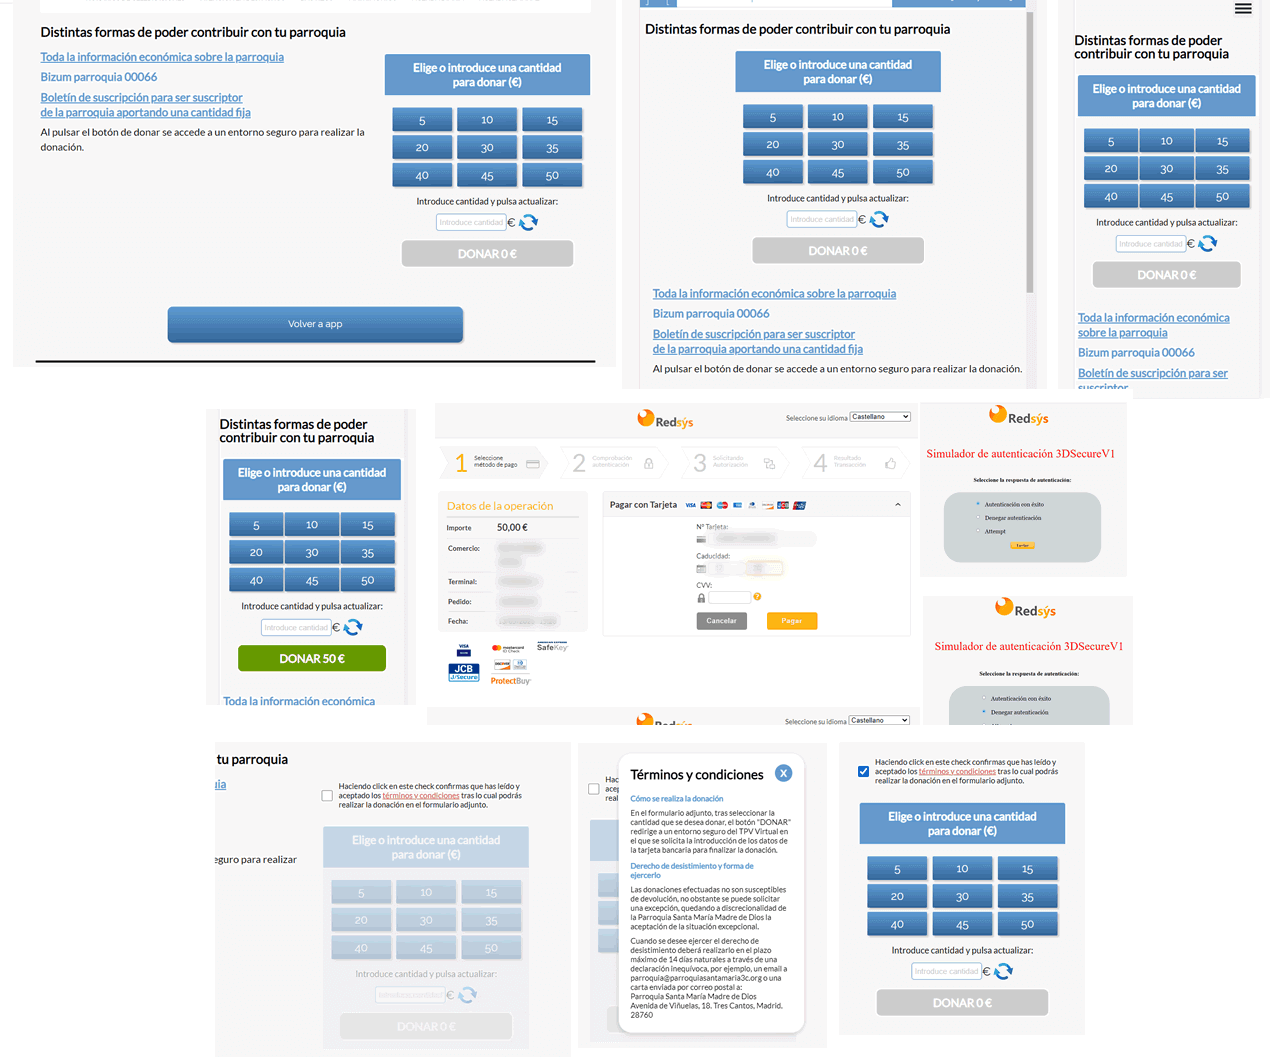 Distintas formas de poder contribuir con tu parroquia
Toda la información económica sobre la parroquia
Bizum parroquia 00066
Boletín de suscripción para ser suscriptor
de la parroquia aportando una cantidad fija
Al pulsar el botón de donar se accede a un entorno seguro para realizar la
donación.
Elige o introduce una cantidad
para donar (€)
5 10 15
20 30 35
40 45 50
Introduce cantidad y pulsa actualizar:
Introduce cantidad €
DONAR 0 €
Volver a app
Distintas formas de poder contribuir con tu parroquia
Elige o introduce una cantidad
para donar (€)
5 10 15
20 30 35
40 45 50
Introduce cantidad y pulsa actualizar:
Introduce cantidad €
DONAR 0 €
Toda la información económica sobre la parroquia
Bizum parroquia 00066
Boletín de suscripción para ser suscriptor
de la parroquia aportando una cantidad fija
Al pulsar el botón de donar se accede a un entorno seguro para realizar la donación.
Distintas formas de poder
contribuir con tu parroquia
Elige o introduce una cantidad
para donar (€)
5 10 15
20 30 35
40 45 50
Introduce cantidad y pulsa actualizar:
Introduce cantidad €
DONAR 0 €
Toda la información económica
sobre la parroquia
Bizum parroquia 00066
Boletín de suscripción para ser
suscriptor
Distintas formas de poder
contribuir con tu parroquia
Elige o introduce una cantidad
para donar (€)
5 10 15
20 30 35
40 45 50
Introduce cantidad y pulsa actualizar:
Introduce cantidad €
DONAR 50 €
Toda la información económica
Redsýs
Seleccione su idioma Castellano
1 Seleccione
método de pago
2 Comprobación
autenticación
3 Solicitando
Autorización
4 Resultado
Transacción
Datos de la operación
Importe 50,00 €
Comercio:
Terminal:
Pedido:
Fecha:
VISA
mastercard
ID Check
AMERICAN EXPRESS
SafeKey
JCB
J/Secure
DISCOVER
ProtectBuy
Pagar con Tarjeta
VISA
Nº Tarjeta:
Caducidad:
CVV:
Cancelar
Pagar
Redsýs
Seleccione su idioma Castellano
Redsýs
Simulador de autenticación 3DSecureV1
Seleccione la respuesta de autenticación:
Autenticación con éxito
Denegar autenticación
Attempt
Enviar
Redsýs
Simulador de autenticación 3DSecureV1
Seleccione la respuesta de autenticación:
Autenticación con éxito
Denegar autenticación
tu parroquia
uia
eguro para realizar
Haciendo click en este check confirmas que has leído y
aceptado los términos y condiciones tras lo cual podrás
realizar la donación en el formulario adjunto.
Elige o introduce una cantidad
para donar (€)
5 10 15
20 30 35
40 45 50
Introduce cantidad y pulsa actualizar:
Introduce cantidad €
DONAR 0 €
Hacie
acep
real
Términos y condiciones
X
Cómo se realiza la donación
En el formulario adjunto, tras seleccionar la
cantidad que se desea donar, el botón "DONAR"
redirige a un entorno seguro del TPV Virtual en
el que se solicita la introducción de los datos de
la tarjeta bancaria para finalizar la donación.
Derecho de desistimiento y forma de
ejercerlo
Las donaciones efectuadas no son susceptibles
de devolución, no obstante se puede solicitar
una excepción, quedando a discrecionalidad de
la Parroquia Santa María Madre de Dios la
aceptación de la situación excepcional.
Cuando se desee ejercer el derecho de
desistimiento deberá realizarlo en el plazo
máximo de 14 días naturales a través de una
declaración inequívoca, por ejemplo, un email a
parroquia@parroquiasantamaria3c.org o una
carta enviada por correo postal a:
Parroquia Santa María Madre de Dios
Avenida de Viñuelas, 18. Tres Cantos, Madrid.
28760
Haciendo click en este check confirmas que has leído y
aceptado los términos y condiciones tras lo cual podrás
realizar la donación en el formulario adjunto.
Elige o introduce una cantidad
para donar (€)
5 10 15
20 30 35
40 45 50
Introduce cantidad y pulsa actualizar:
Introduce cantidad €
DONAR 0 €